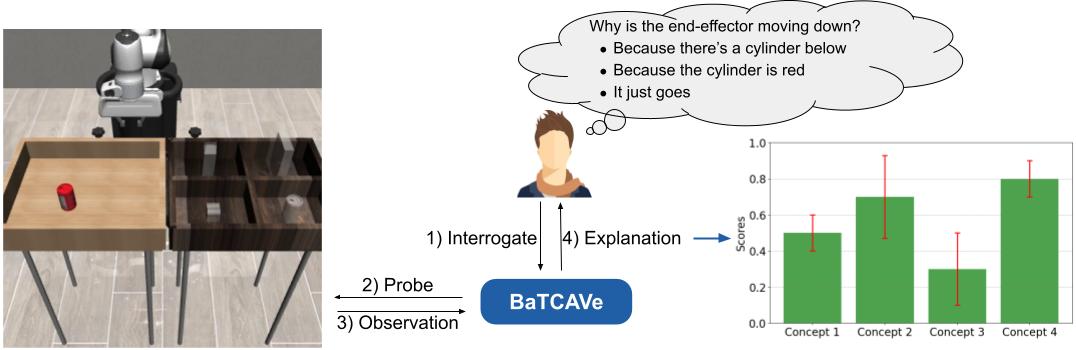 Why is the end-effector moving down?
• Because there's a cylinder below
• Because the cylinder is red
• It just goes
1) Interrogate
4) Explanation
2) Probe
3) Observation
BaTCAVe
Scores
1.0
0.8
0.6
0.4
0.2
0.0
Concept 1 Concept 2 Concept 3 Concept 4